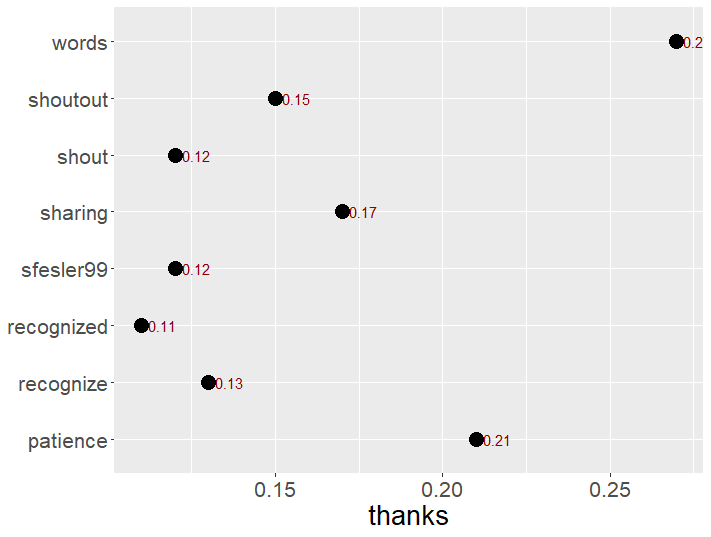 words 0.2
shoutout 0.15
shout 0.12
sharing 0.17
sfesler99 0.12
recognized 0.11
recognize 0.13
patience 0.21
0.15 0.20 0.25
thanks